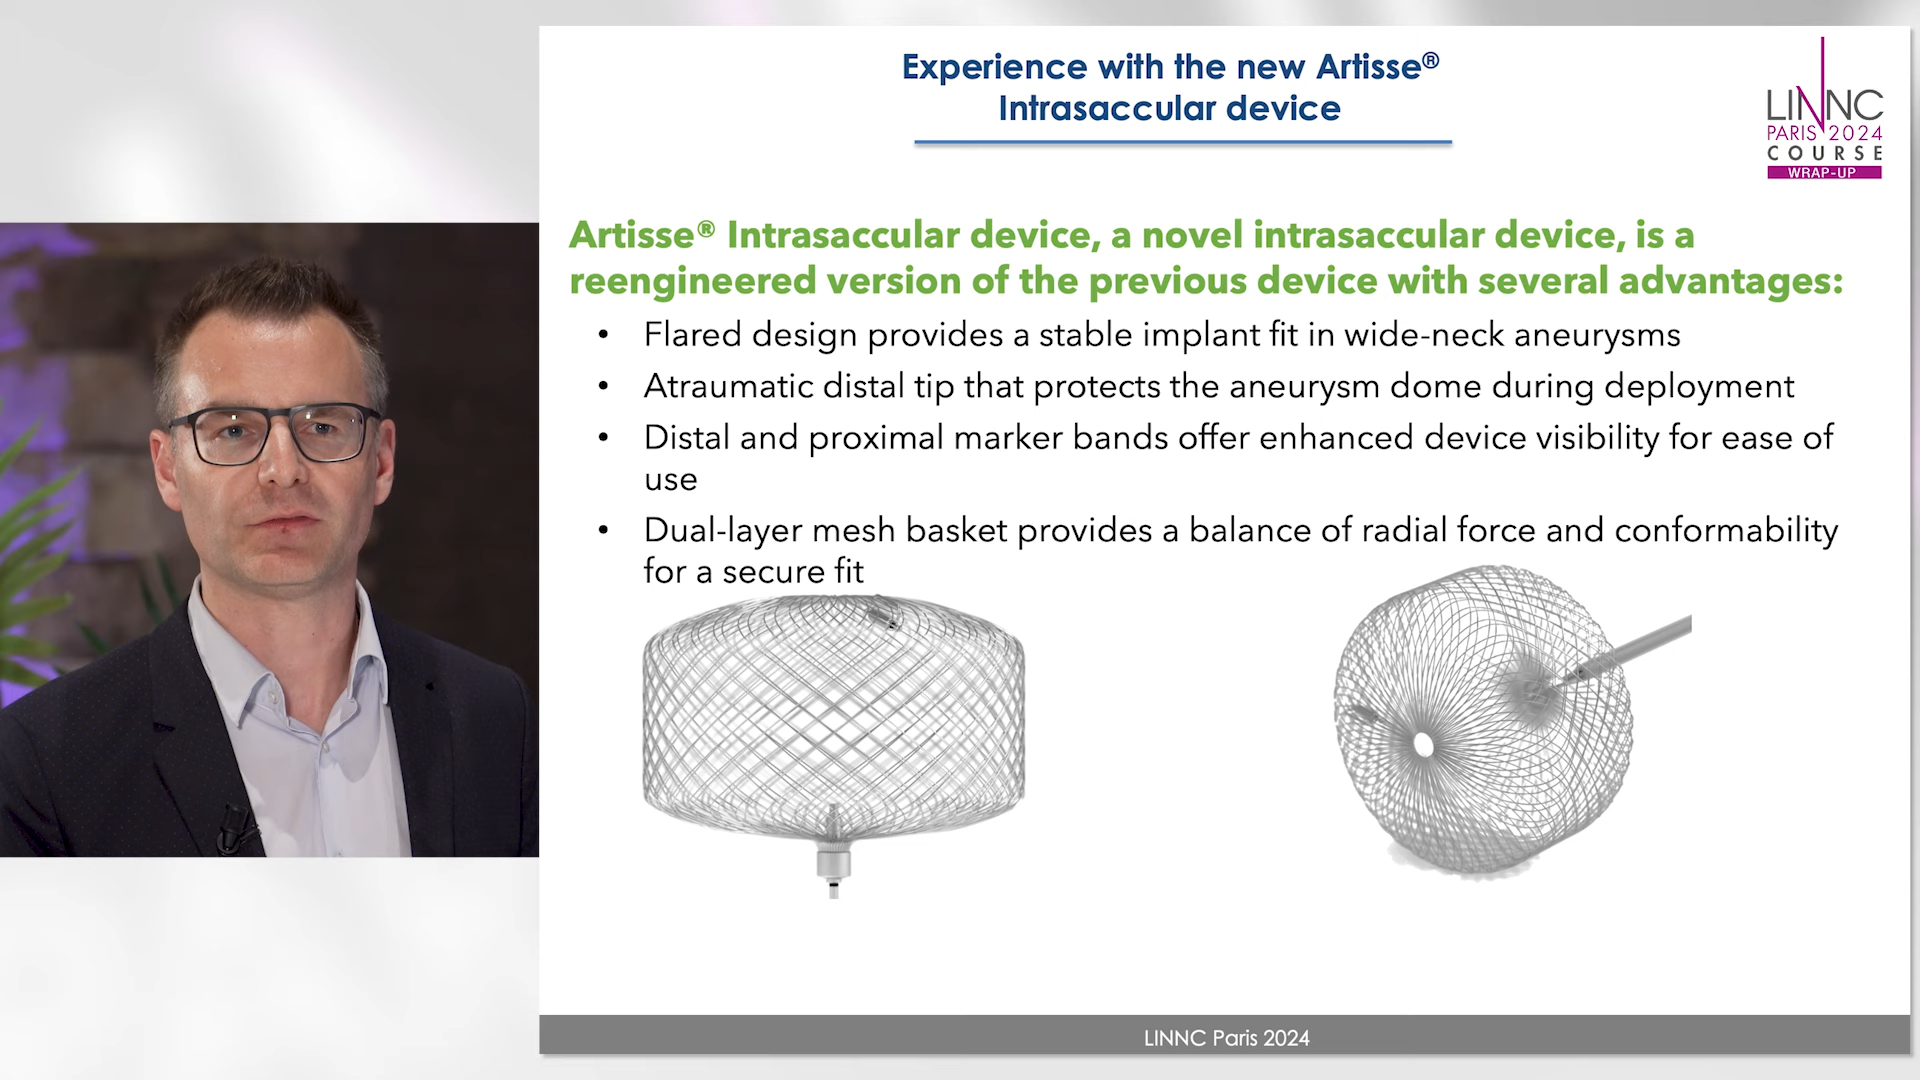 Experience with the new Artisse®
Intrasaccular device
LINNC
PARIS 2024
COURSE
WRAP-UP
Artisse® Intrasaccular device, a novel intrasaccular device, is a
reengineered version of the previous device with several advantages:
• Flared design provides a stable implant fit in wide-neck aneurysms
• Atraumatic distal tip that protects the aneurysm dome during deployment
• Distal and proximal marker bands offer enhanced device visibility for ease of
use
• Dual-layer mesh basket provides a balance of radial force and conformability
for a secure fit
LINNC Paris 2024